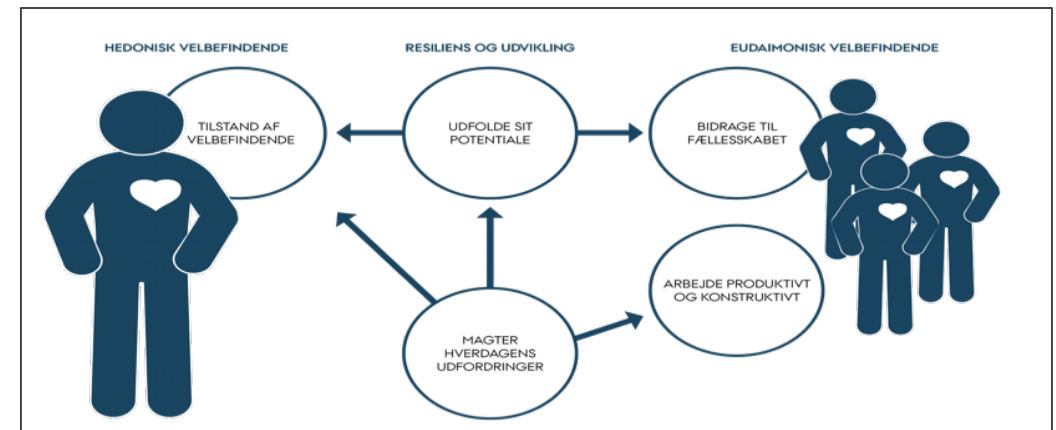 HEDONISK VELBEFINDENDE
RESILIENS OG UDVIKLING
EUDAIMONISK VELBEFINDENDE
TILSTAND AF
VELBEFINDENDE
UDFOLDE SIT
POTENTIALE
BIDRAGE TIL
FÆLLESSKABET
ARBEJDE PRODUKTIVT
OG KONSTRUKTIVT
MAGTER
HVERDAGENS
UDFORDRINGER